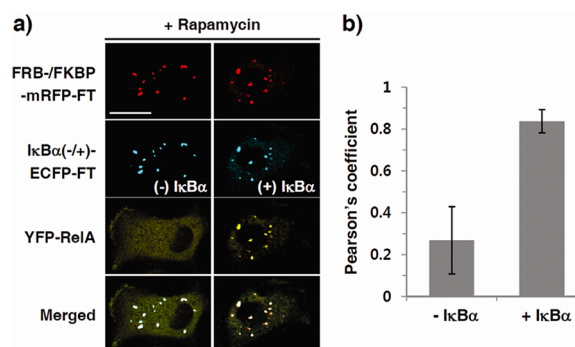 a)
+ Rapamycin
FRB-/FKBP
-mRFP-FT
IκBα(-/+)-
ECFP-FT
(-) IκBα
(+) IκBα
YFP-RelA
Merged
b)
Pearson's coefficient
1
0.8
0.6
0.4
0.2
0
- IκBα
+ IκBα